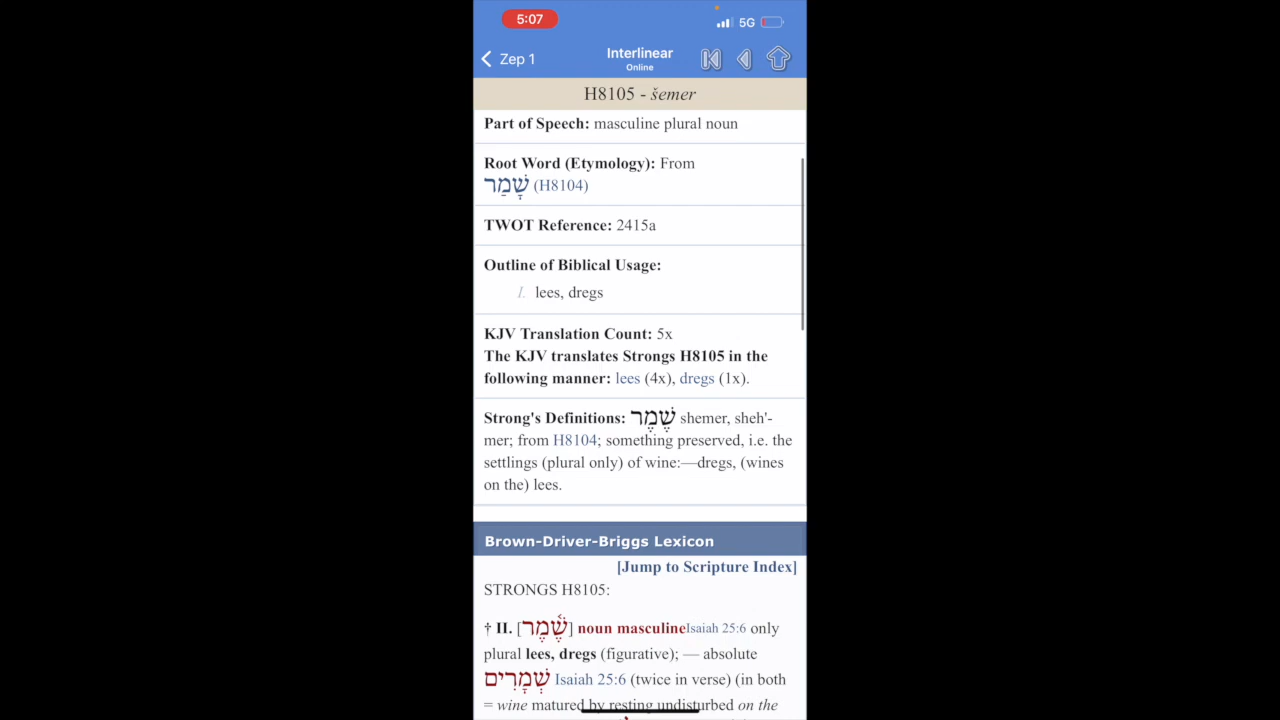 5:07
5G
Zep 1
Interlinear
Online
H8105 - šemer
Part of Speech: masculine plural noun
Root Word (Etymology): From
שָׁמַר (H8104)
TWOT Reference: 2415a
Outline of Biblical Usage:
I. lees, dregs
KJV Translation Count: 5x
The KJV translates Strongs H8105 in the
following manner: lees (4x), dregs (1x).
Strong's Definitions: שֶׁמֶר shemer, sheh'-
mer; from H8104; something preserved, i.e. the
settlings (plural only) of wine:—dregs, (wines
on the) lees.
Brown-Driver-Briggs Lexicon
[Jump to Scripture Index]
STRONGS H8105:
† II. [שֶׁ֫מֶר] noun masculineIsaiah 25:6 only
plural lees, dregs (figurative); — absolute
שְׁמָרִים Isaiah 25:6 (twice in verse) (in both
= wine matured by resting undisturbed on the